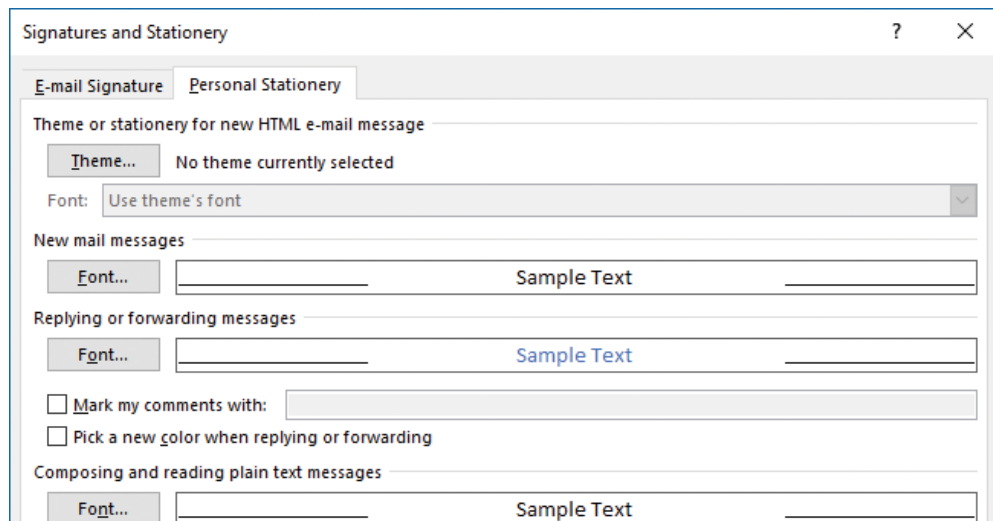 Signatures and Stationery ?
E-mail Signature Personal Stationery
Theme or stationery for new HTML e-mail message
Theme... No theme currently selected
Font: Use theme's font
New mail messages
Font... Sample Text
Replying or forwarding messages
Font... Sample Text
Mark my comments with:
Pick a new color when replying or forwarding
Composing and reading plain text messages
Font... Sample Text